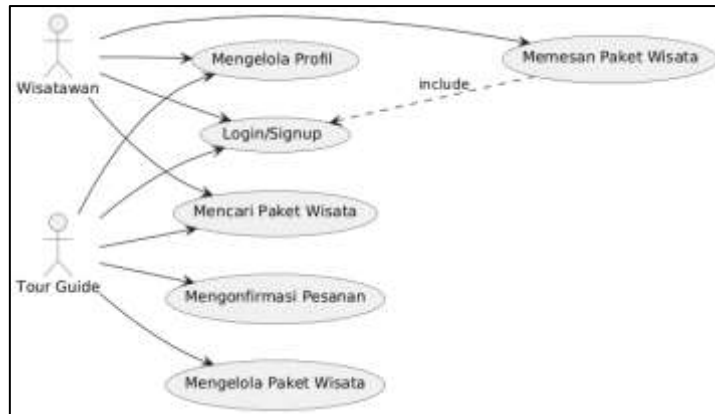 Wisatawan
Mengelola Profil
Memesan Paket Wisata
include
Login/Signup
Mencari Paket Wisata
Tour Guide
Mengonfirmasi Pesanan
Mengelola Paket Wisata